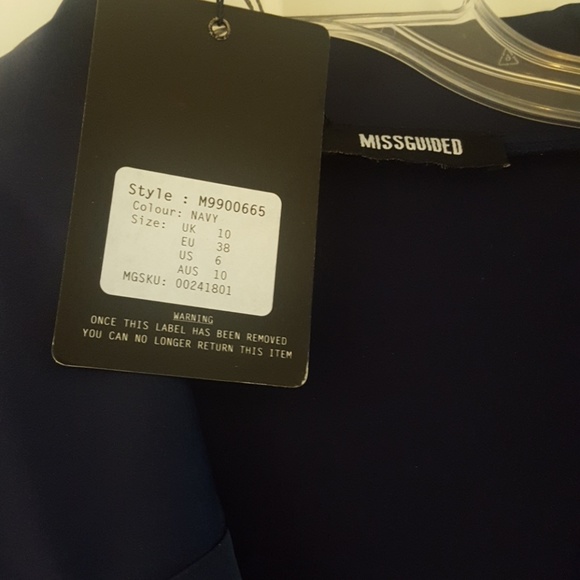 MISSGUIDED
Style : M9900665
Colour: NAVY
Size: UK 10
EU 38
US 6
AUS 10
MGSKU: 00241801
WARNING
ONCE THIS LABEL HAS BEEN REMOVED
YOU CAN NO LONGER RETURN THIS ITEM